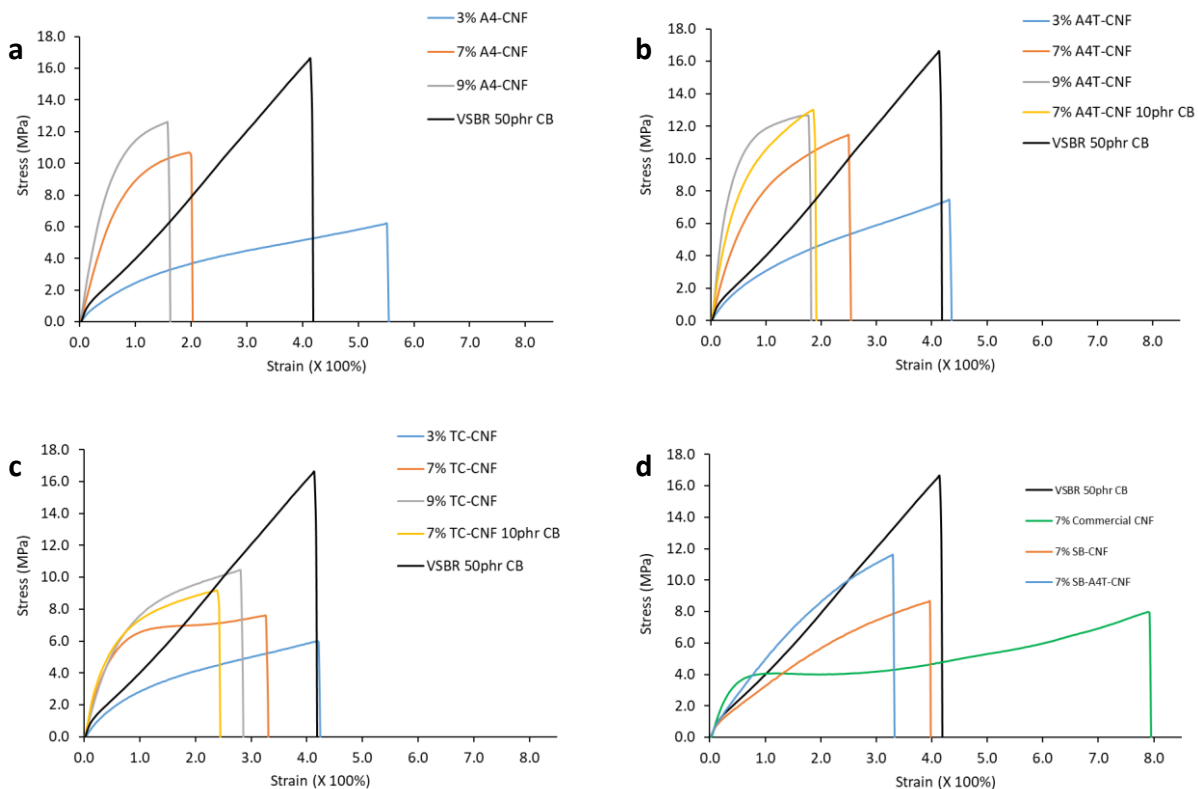 a
3% A4-CNF
7% A4-CNF
9% A4-CNF
VSBR 50phr CB
Stress (MPa)
18.0
16.0
14.0
12.0
10.0
8.0
6.0
4.0
2.0
0.0
0.0 1.0 2.0 3.0 4.0 5.0 6.0 7.0 8.0
Strain (X 100%)
b
3% A4T-CNF
7% A4T-CNF
9% A4T-CNF
7% A4T-CNF 10phr CB
VSBR 50phr CB
Stress (MPa)
18.0
16.0
14.0
12.0
10.0
8.0
6.0
4.0
2.0
0.0
0.0 1.0 2.0 3.0 4.0 5.0 6.0 7.0 8.0
Strain (X 100%)
c
3% TC-CNF
7% TC-CNF
9% TC-CNF
7% TC-CNF 10phr CB
VSBR 50phr CB
Stress (MPa)
18.0
16.0
14.0
12.0
10.0
8.0
6.0
4.0
2.0
0.0
0.0 1.0 2.0 3.0 4.0 5.0 6.0 7.0 8.0
Strain (X 100%)
d
VSBR 50phr CB
7% Commercial CNF
7% SB-CNF
7% SB-A4T-CNF
Stress (MPa)
18.0
16.0
14.0
12.0
10.0
8.0
6.0
4.0
2.0
0.0
0.0 1.0 2.0 3.0 4.0 5.0 6.0 7.0 8.0
Strain (X 100%)